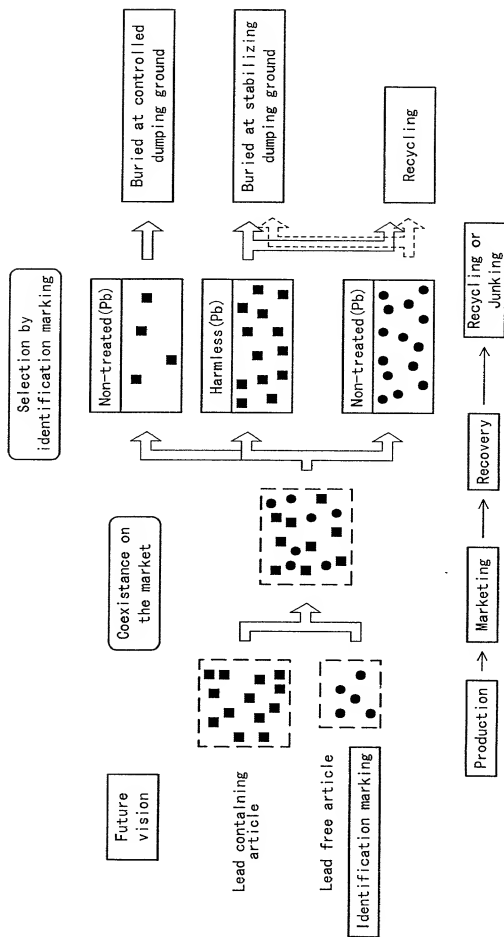 Future
vision
Coexistance on
the market
Selection by
identification marking
Lead containing
article
Lead free article
Identification marking
Non-treated(Pb)
Harmless(Pb)
Non-treated(Pb)
Buried at controlled
dumping ground
Buried at stabilizing
dumping ground
Recycling
Production
Marketing
Recovery
Recycling or
Junking